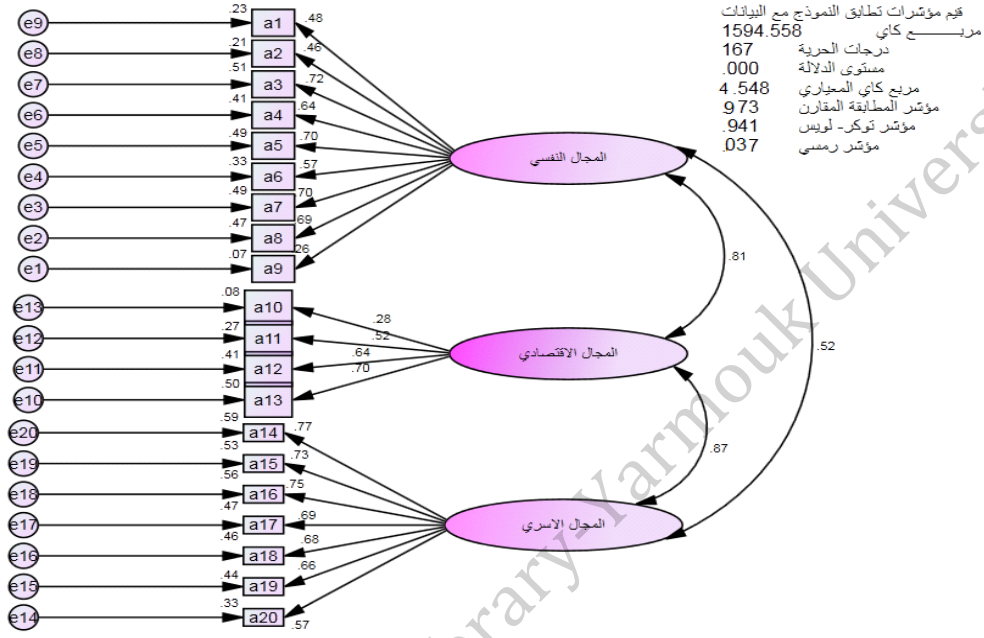 قيم مؤشرات تطابق النموذج مع البيانات
مربـــــــــع كاي 1594.558
درجات الحرية 167
مستوى الدلالة .000
مربع كاي المعياري 4.548
مؤشر المطابقة المقارن .973
مؤشر توكر- لويس .941
مؤشر رمسي .037
e9 .23 a1 .48
e8 .21 a2 .46
e7 .51 a3 .72
e6 .41 a4 .64
e5 .49 a5 .70
e4 .33 a6 .57
e3 .49 a7 .70
e2 .47 a8 .69
e1 .07 a9 .26
المجال النفسي
.81
.52
e13 .08 a10 .28
e12 .27 a11 .52
e11 .41 a12 .64
e10 .50 a13 .70
المجال الاقتصادي
.87
e20 .59 a14 .77
e19 .53 a15 .73
e18 .56 a16 .75
e17 .47 a17 .69
e16 .46 a18 .68
e15 .44 a19 .66
e14 .33 a20 .57
المجال الاسري
Library-Yarmouk Universi